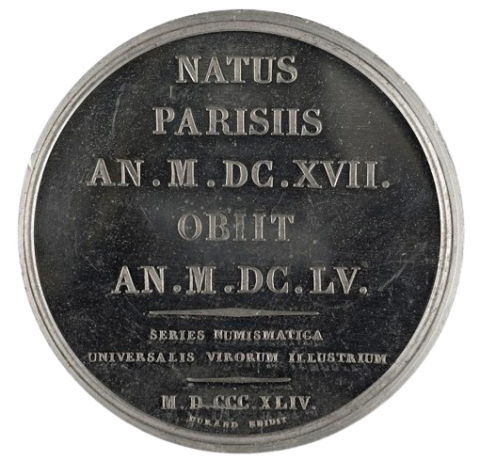 NATUS
PARISIIS
AN.M.DC.XVII.
OBIIT
AN.M.DC.LV.
SERIES NUMISMATICA
UNIVERSALIS VIRORUM ILLUSTRIUM
M.D.CCC.XLIV.
DURAND EDIDIT